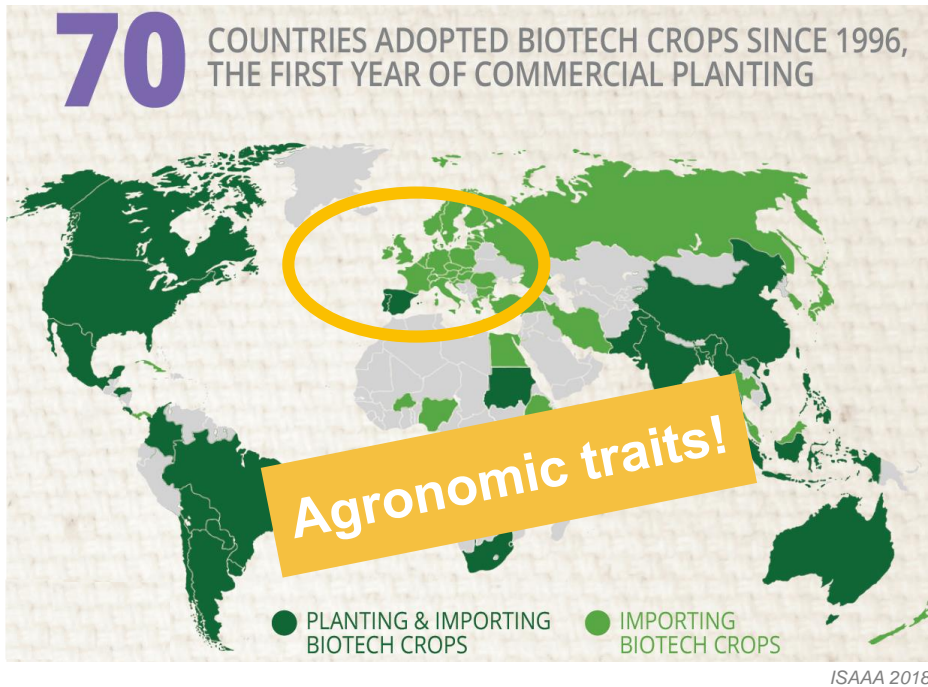 70 COUNTRIES ADOPTED BIOTECH CROPS SINCE 1996,
THE FIRST YEAR OF COMMERCIAL PLANTING
Agronomic traits!
PLANTING & IMPORTING
BIOTECH CROPS
IMPORTING
BIOTECH CROPS
ISAAA 2018